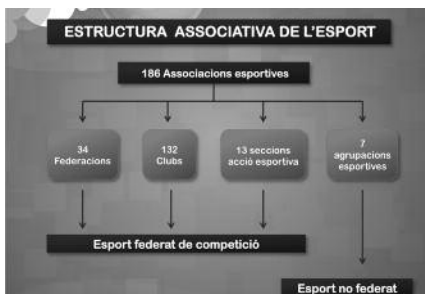 ESTRUCTURA ASSOCIATIVA DE L'ESPORT
186 Associacions esportives
34
Federacions
132
Clubs
13 seccions
acció esportiva
7
agrupacions
esportives
Esport federat de competició
Esport no federat